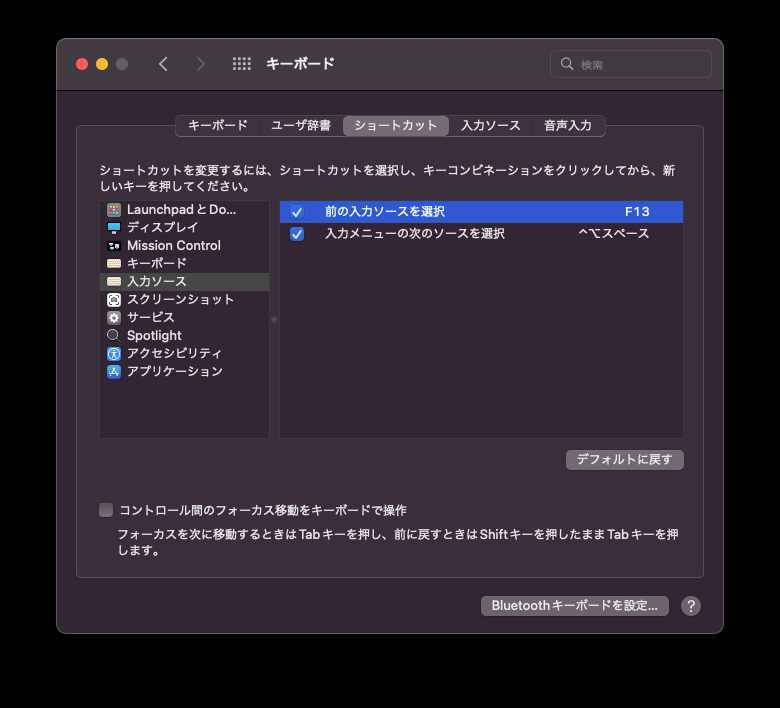 キーボード
検索
キーボード
ユーザ辞書
ショートカット
入力ソース
音声入力
ショートカットを変更するには、ショートカットを選択し、キーコンビネーションをクリックしてから、新
しいキーを押してください。
LaunchpadとDo...
ディスプレイ
Mission Control
キーボード
入力ソース
スクリーンショット
サービス
Spotlight
アクセシビリティ
アプリケーション
前の入力ソースを選択 F13
入力メニューの次のソースを選択 ^⌥スペース
デフォルトに戻す
コントロール間のフォーカス移動をキーボードで操作
フォーカスを次に移動するときはTabキーを押し、前に戻すときはShiftキーを押したままTabキーを押
します。
Bluetoothキーボードを設定...
?